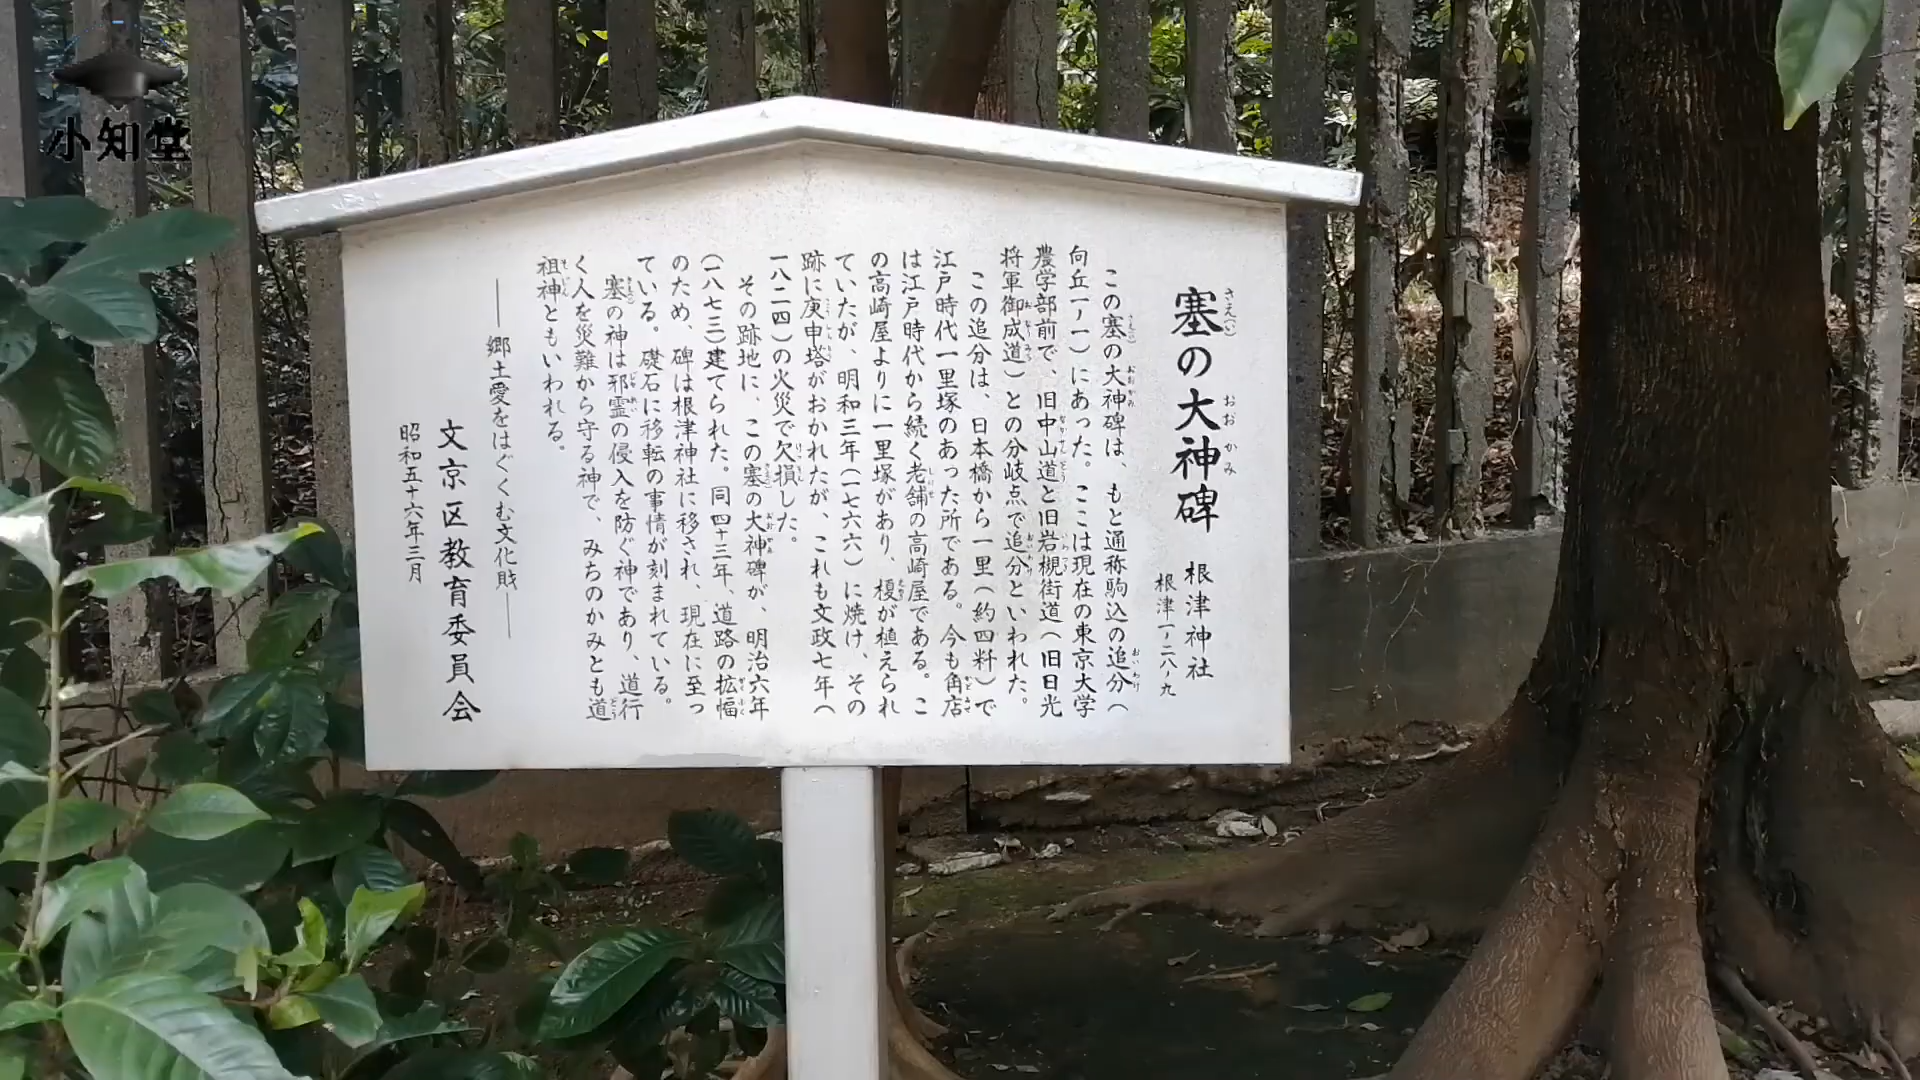 塞の大神碑 根津神社
根津一ノ二八ノ九
この塞の大神碑は、もと通称駒込の追分(
向丘一ノ一)にあった。ここは現在の東京大学
農学部前で、旧中山道と旧岩槻街道(旧日光
将軍御成道)との分岐点で追分といわれた。
この追分は、日本橋から一里(約四粁)で
江戸時代一里塚のあった所である。今も角店
は江戸時代から続く老舗の高崎屋である。こ
の高崎屋よりに一里塚があり、榎が植えられ
ていたが、明和三年(一七六六)に焼け、その
跡に庚申塔がおかれたが、これも文政七年(
一八二四)の火災で欠損した。
その跡地に、この塞の大神碑が、明治六年
(一八七三)建てられた。同四十三年、道路の拡幅
のため、碑は根津神社に移され、現在に至っ
ている。礎石に移転の事情が刻まれている。
塞の神は邪霊の侵入を防ぐ神であり、道行
く人を災難から守る神で、みちのかみとも道
祖神ともいわれる。
──郷土愛をはぐくむ文化財──
文京区教育委員会
昭和五十六年三月
小知堂